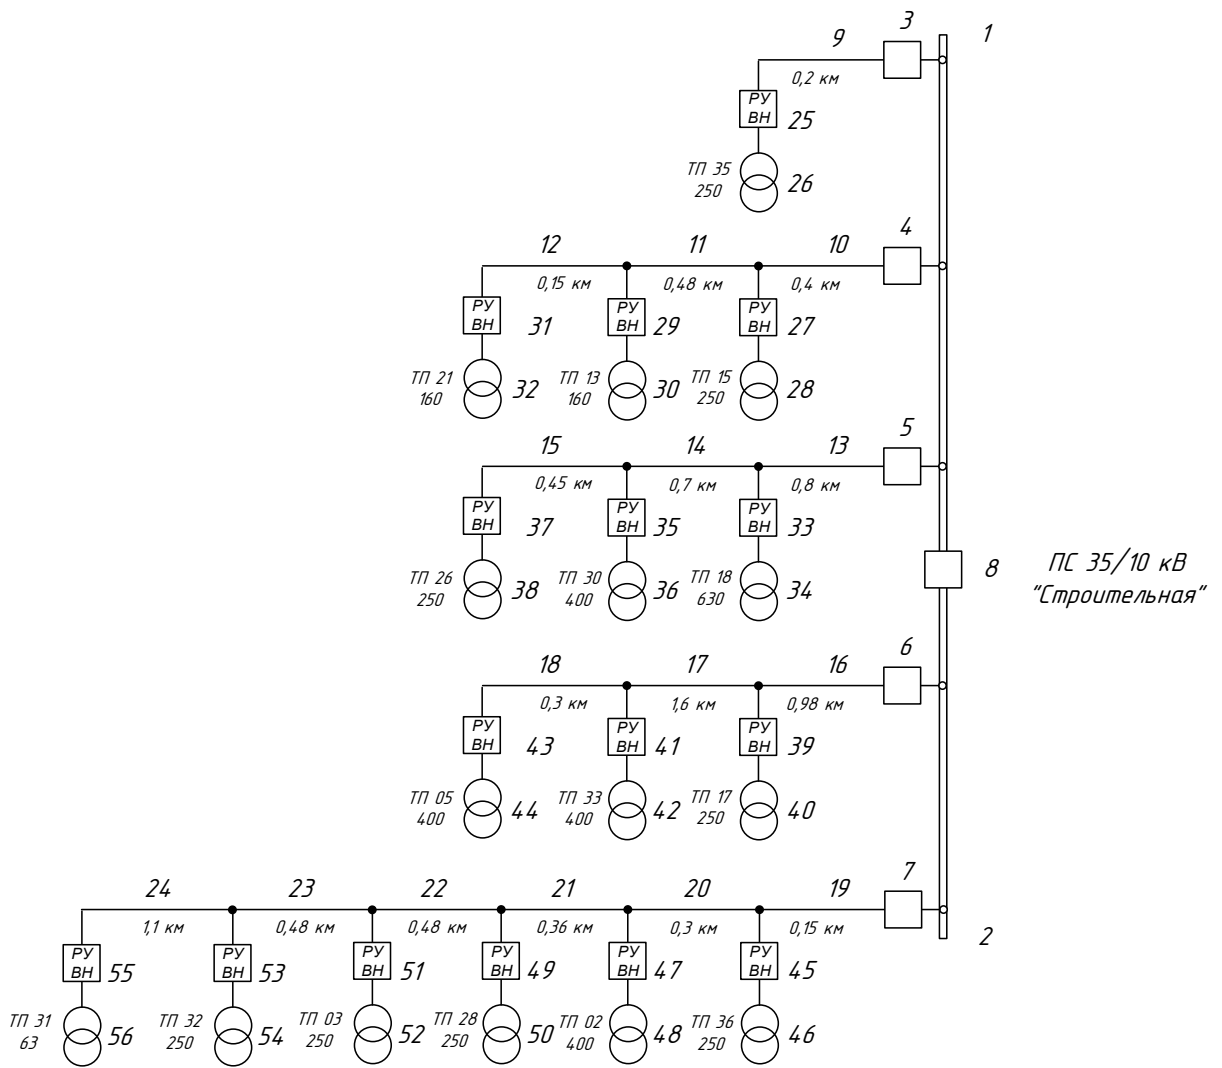 3
1
9
0,2 км
РУ
ВН
25
ТП 35
250
26
4
12
11
10
0,15 км
0,48 км
0,4 км
РУ
ВН
31
РУ
ВН
29
РУ
ВН
27
ТП 21
160
32
ТП 13
160
30
ТП 15
250
28
5
15
14
13
0,45 км
0,7 км
0,8 км
РУ
ВН
37
РУ
ВН
35
РУ
ВН
33
ТП 26
250
38
ТП 30
400
36
ТП 18
630
34
8
ПС 35/10 кВ
"Строительная"
6
18
17
16
0,3 км
1,6 км
0,98 км
РУ
ВН
43
РУ
ВН
41
РУ
ВН
39
ТП 05
400
44
ТП 33
400
42
ТП 17
250
40
7
24
23
22
21
20
19
1,1 км
0,48 км
0,48 км
0,36 км
0,3 км
0,15 км
2
РУ
ВН
55
РУ
ВН
53
РУ
ВН
51
РУ
ВН
49
РУ
ВН
47
РУ
ВН
45
ТП 31
63
56
ТП 32
250
54
ТП 03
250
52
ТП 28
250
50
ТП 02
400
48
ТП 36
250
46